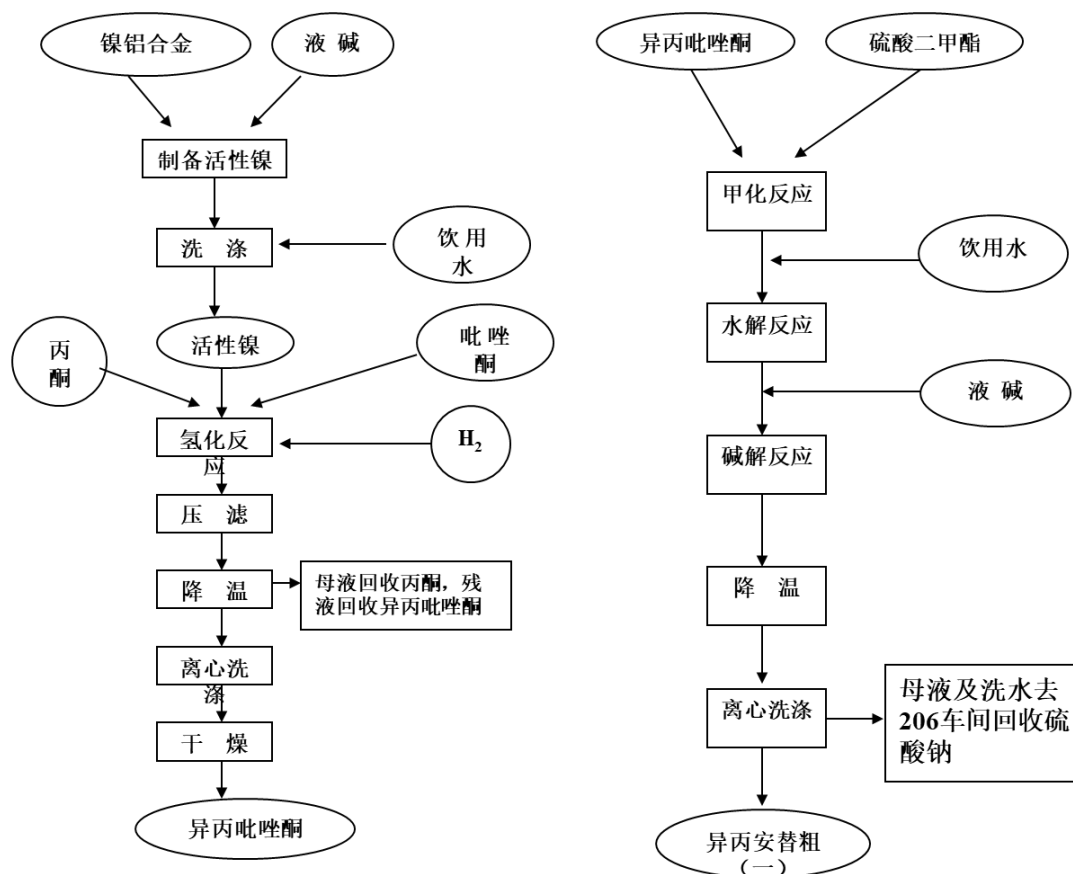 镍铝合金
液 碱
制备活性镍
洗 涤
饮 用
水
活性镍
丙
酮
吡 唑
酮
氢化反
应
H₂
压 滤
降 温
母液回收丙酮，残
液回收异丙吡唑酮
离心洗
涤
干 燥
异丙吡唑酮
异丙吡唑酮
硫酸二甲酯
甲化反应
饮用水
水解反应
液 碱
碱解反应
降 温
离心洗涤
母液及洗水去
206车间回收硫
酸钠
异丙安替粗
（一）